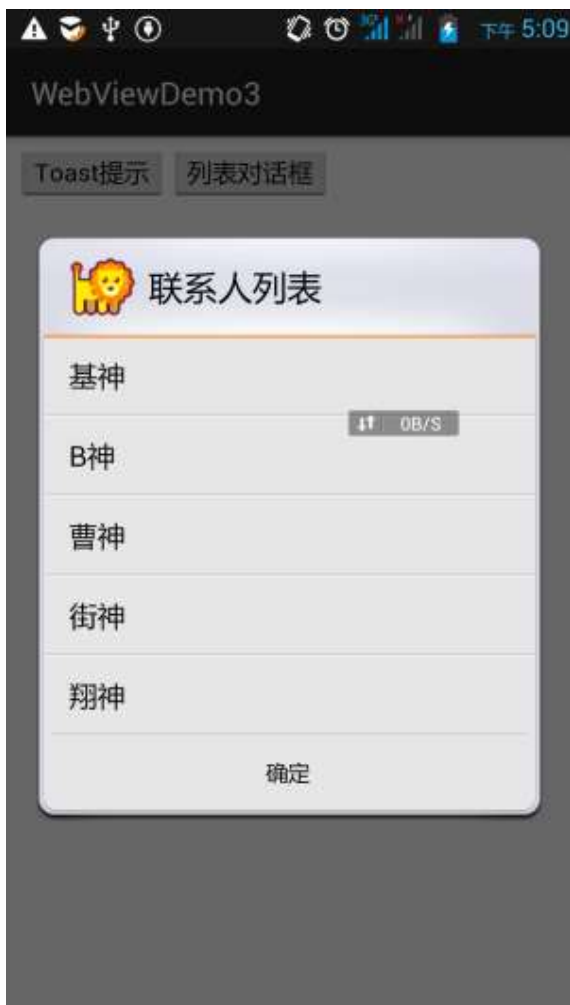 下午 5:09
WebViewDemo3
Toast提示 列表对话框
联系人列表
基神
0B/S
B神
曹神
街神
翔神
确定